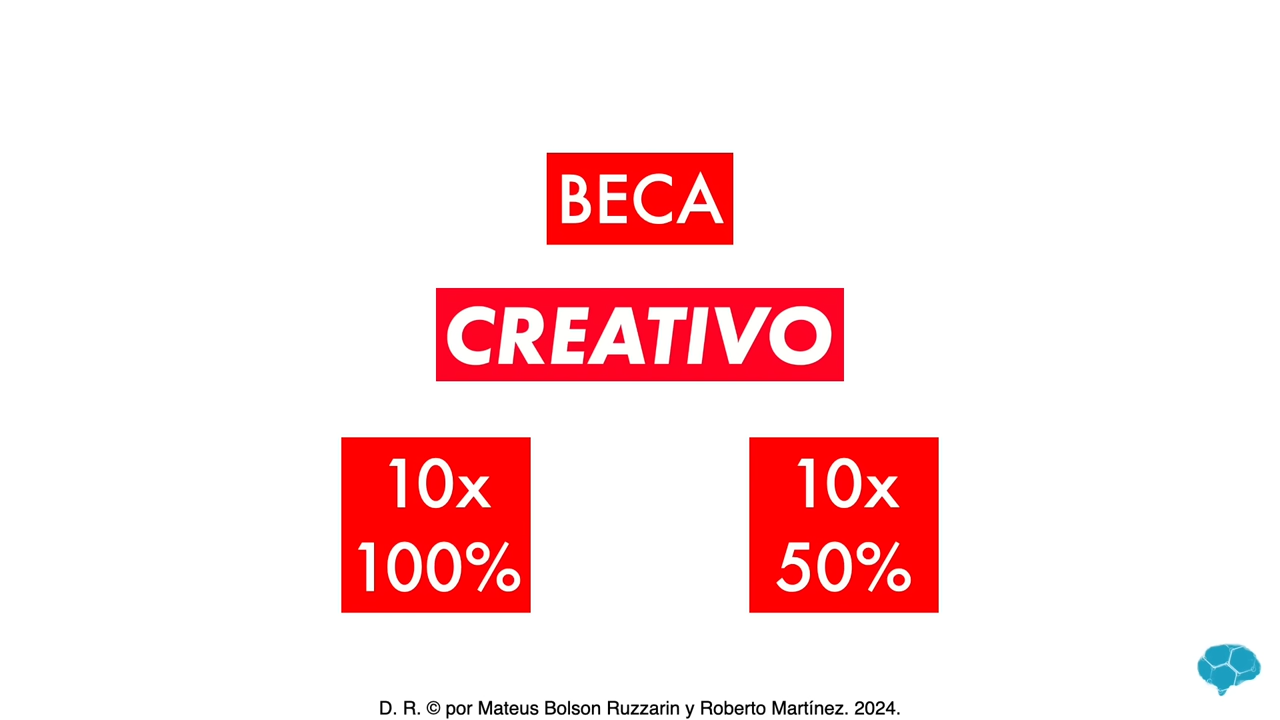 BECA
CREATIVO
10x
100%
10x
50%
D. R. © por Mateus Bolson Ruzzarin y Roberto Martínez. 2024.